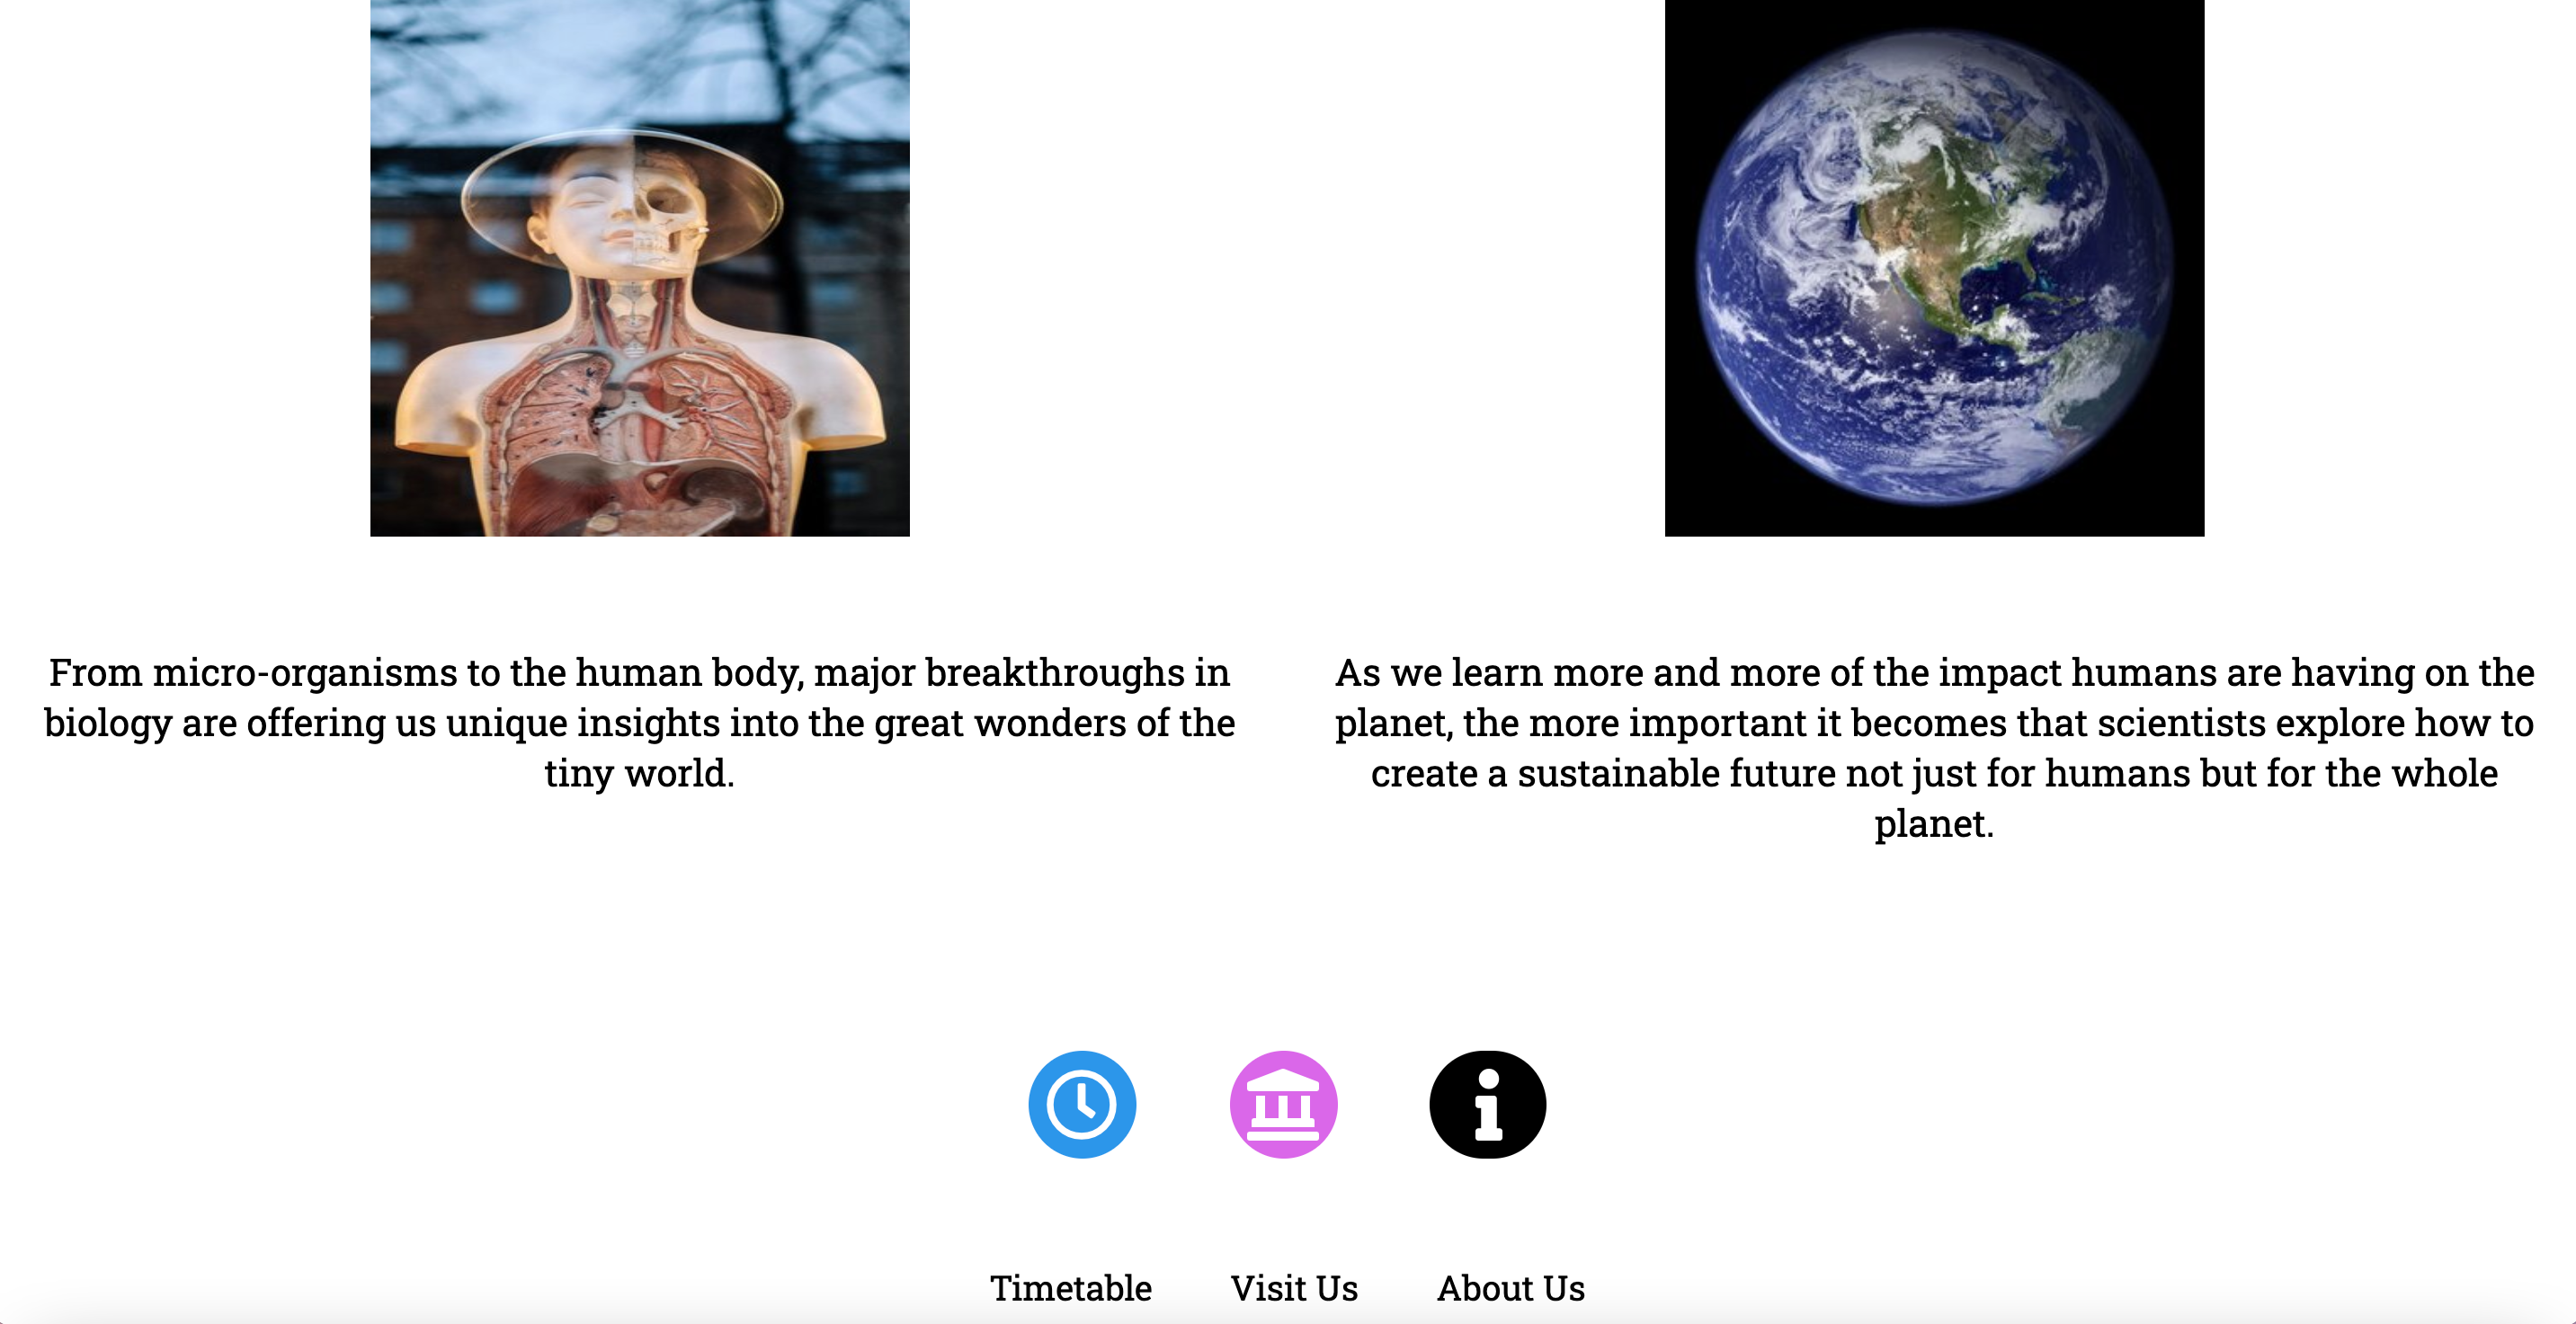 From micro-organisms to the human body, major breakthroughs in
biology are offering us unique insights into the great wonders of the
tiny world.
As we learn more and more of the impact humans are having on the
planet, the more important it becomes that scientists explore how to
create a sustainable future not just for humans but for the whole
planet.
Timetable
Visit Us
About Us